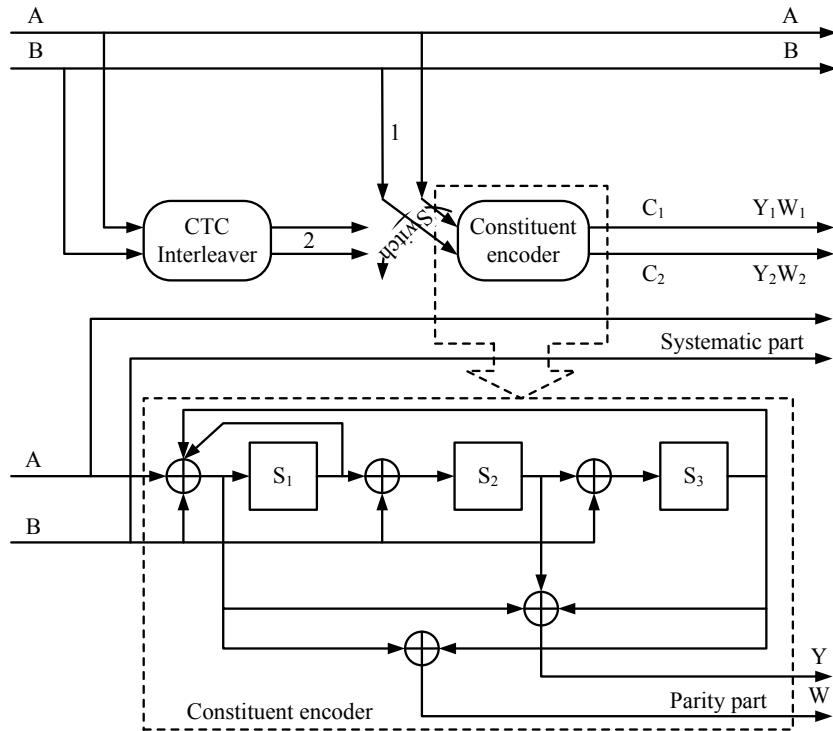 A
A
B
B
1
CTC
Interleaver
2
Switch
Constituent
encoder
C₁
Y₁W₁
C₂
Y₂W₂
Systematic part
A
S₁
S₂
S₃
B
Y
Parity part
W
Constituent encoder